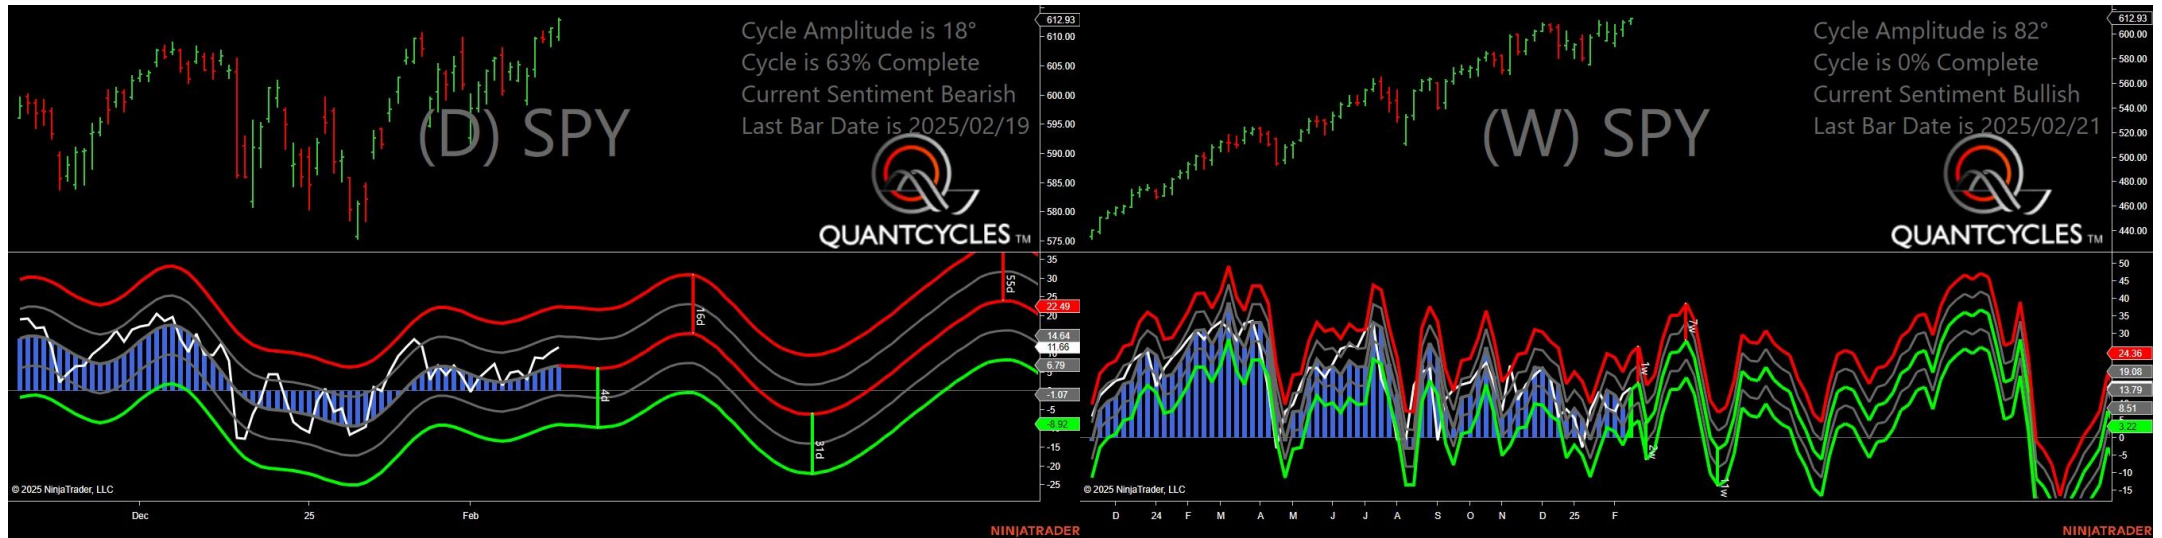 Cycle Amplitude is 18°
Cycle is 63% Complete
Current Sentiment Bearish
Last Bar Date is 2025/02/19
(D) SPY
QUANTCYCLES TM
612.93
610.00
605.00
600.00
595.00
590.00
585.00
580.00
575.00
35
30
25
22.49
20
14.64
11.66
6.79
-1.07
-5
-8.92
-15
-20
-25
4d
16d
31d
55d
© 2025 NinjaTrader, LLC
Dec
25
Feb
NINJATRADER
Cycle Amplitude is 82°
Cycle is 0% Complete
Current Sentiment Bullish
Last Bar Date is 2025/02/21
(W) SPY
QUANTCYCLES TM
612.93
600.00
580.00
560.00
540.00
520.00
500.00
480.00
460.00
440.00
50
45
40
35
30
24.36
19.08
13.79
8.51
3.22
0
-5
-10
-15
1w
2w
7w
11w
© 2025 NinjaTrader, LLC
D 24 F M A M J J A S O N D 25 F
NINJATRADER